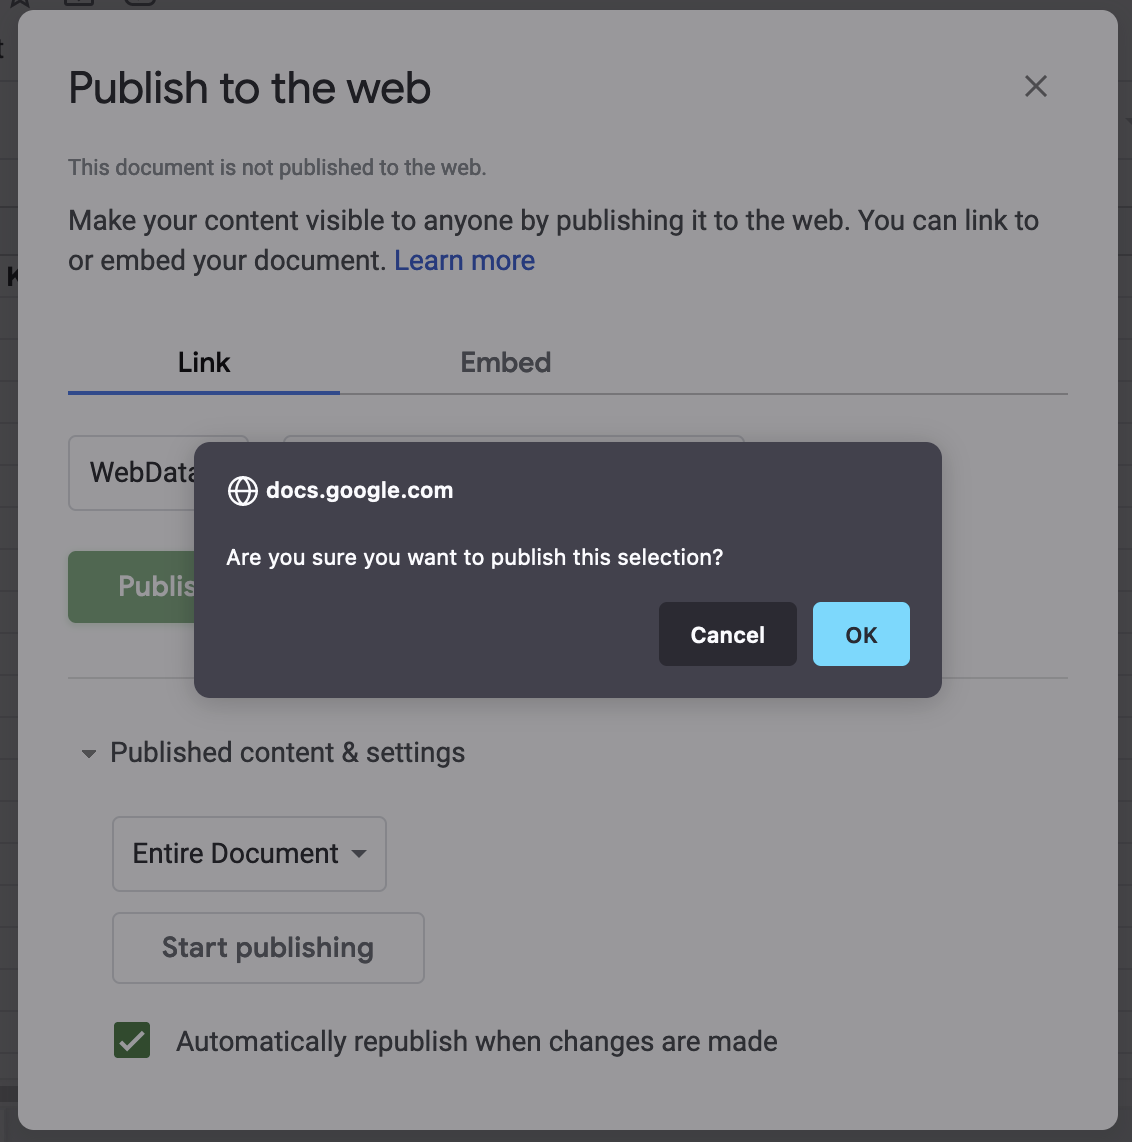 Publish to the web
This document is not published to the web.
Make your content visible to anyone by publishing it to the web. You can link to
or embed your document. Learn more
Link
Embed
WebData
docs.google.com
Are you sure you want to publish this selection?
Publis
Cancel
OK
Published content & settings
Entire Document
Start publishing
Automatically republish when changes are made